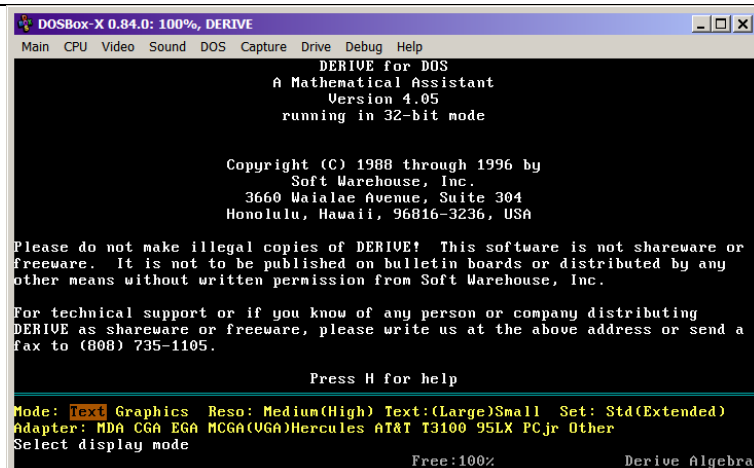 DOSBox-X 0.84.0: 100%, DERIVE
Main CPU Video Sound DOS Capture Drive Debug Help
DERIVE for DOS
A Mathematical Assistant
Version 4.05
running in 32-bit mode
Copyright (C) 1988 through 1996 by
Soft Warehouse, Inc.
3660 Waialae Avenue, Suite 304
Honolulu, Hawaii, 96816-3236, USA
Please do not make illegal copies of DERIVE! This software is not shareware or
freeware. It is not to be published on bulletin boards or distributed by any
other means without written permission from Soft Warehouse, Inc.
For technical support or if you know of any person or company distributing
DERIVE as shareware or freeware, please write us at the above address or send a
fax to (808) 735-1105.
Press H for help
Mode: Text Graphics Reso: Medium(High) Text:(Large)Small Set: Std(Extended)
Adapter: MDA CGA EGA MCGA(VGA)Hercules AT&T T3100 95LX PCjr Other
Select display mode
Free:100% Derive Algebra